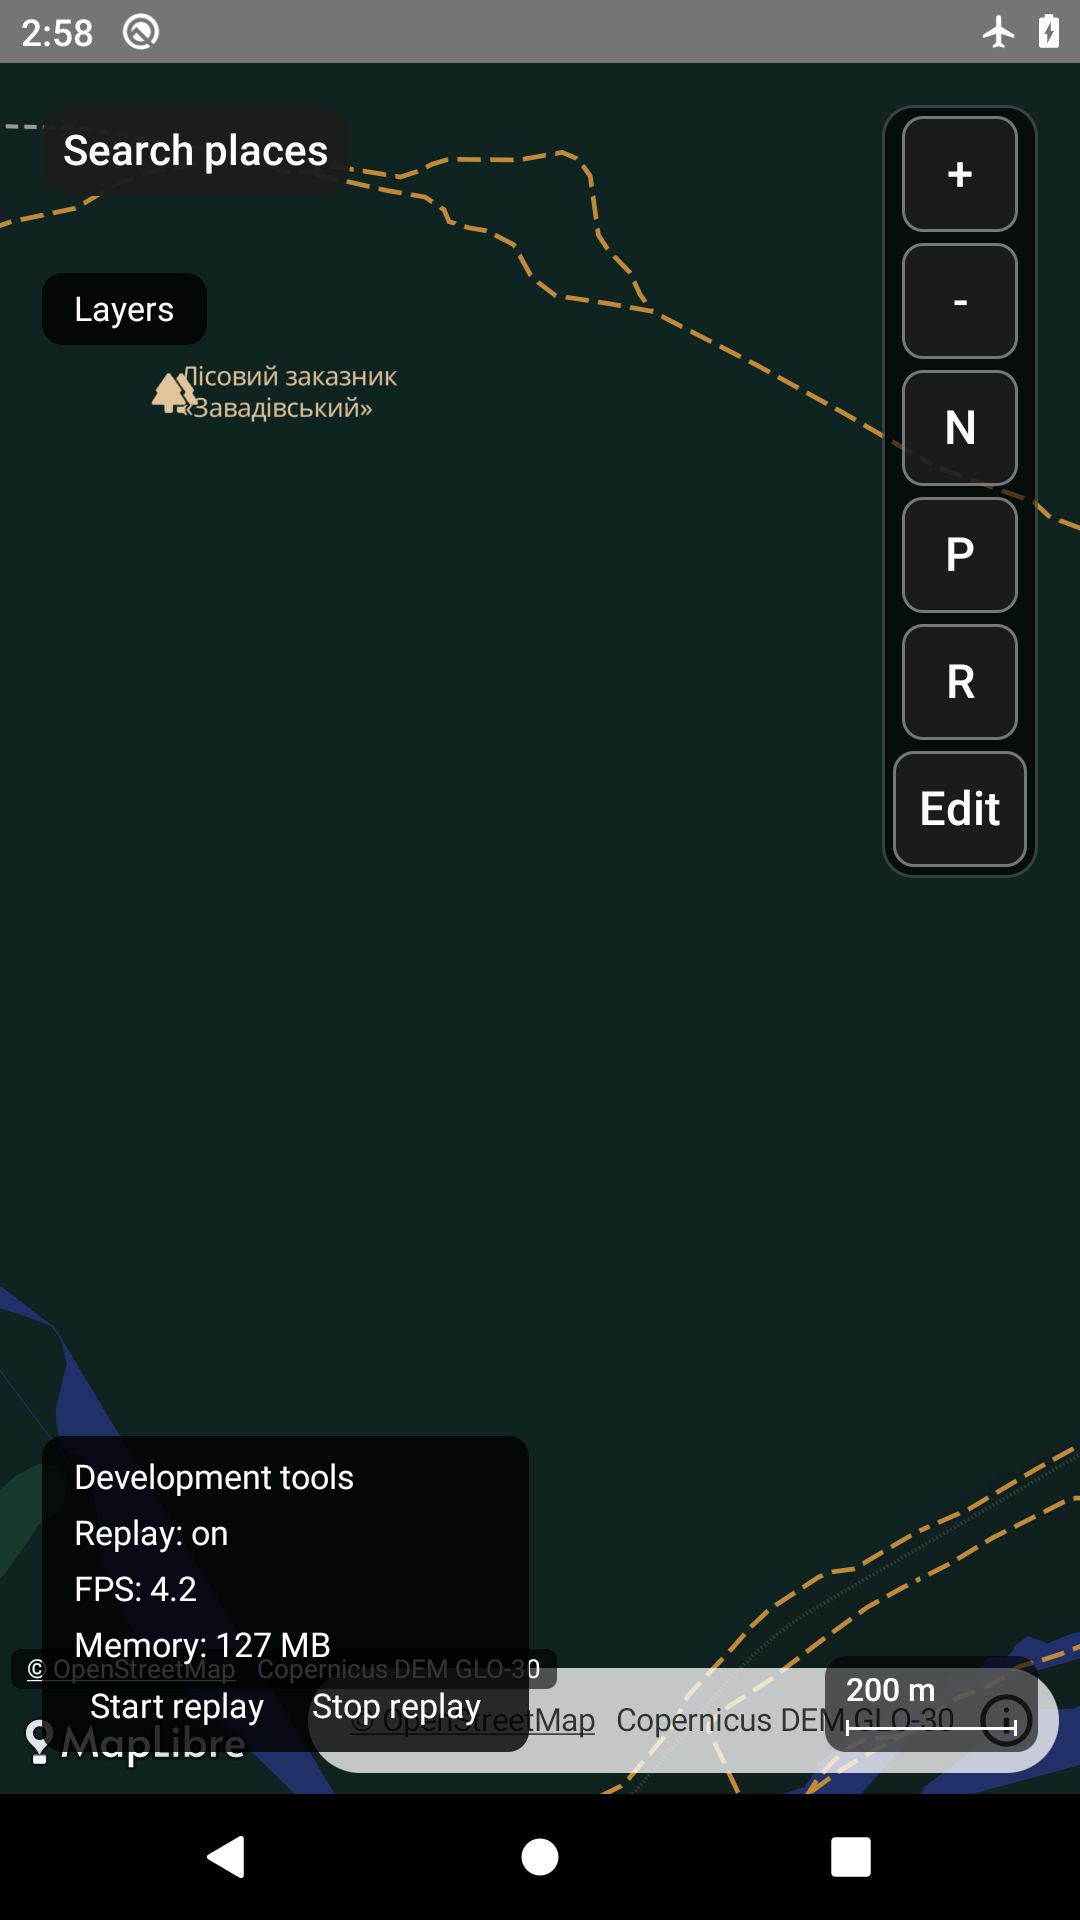 2:58
Search places
+
-
N
P
R
Edit
Layers
Лісовий заказник
«Завадівський»
Development tools
Replay: on
FPS: 4.2
Memory: 127 MB
© OpenStreetMap Copernicus DEM GLO-30
Start replay Stop replay
MapLibre
© OpenStreetMap Copernicus DEM GLO-30
200 m